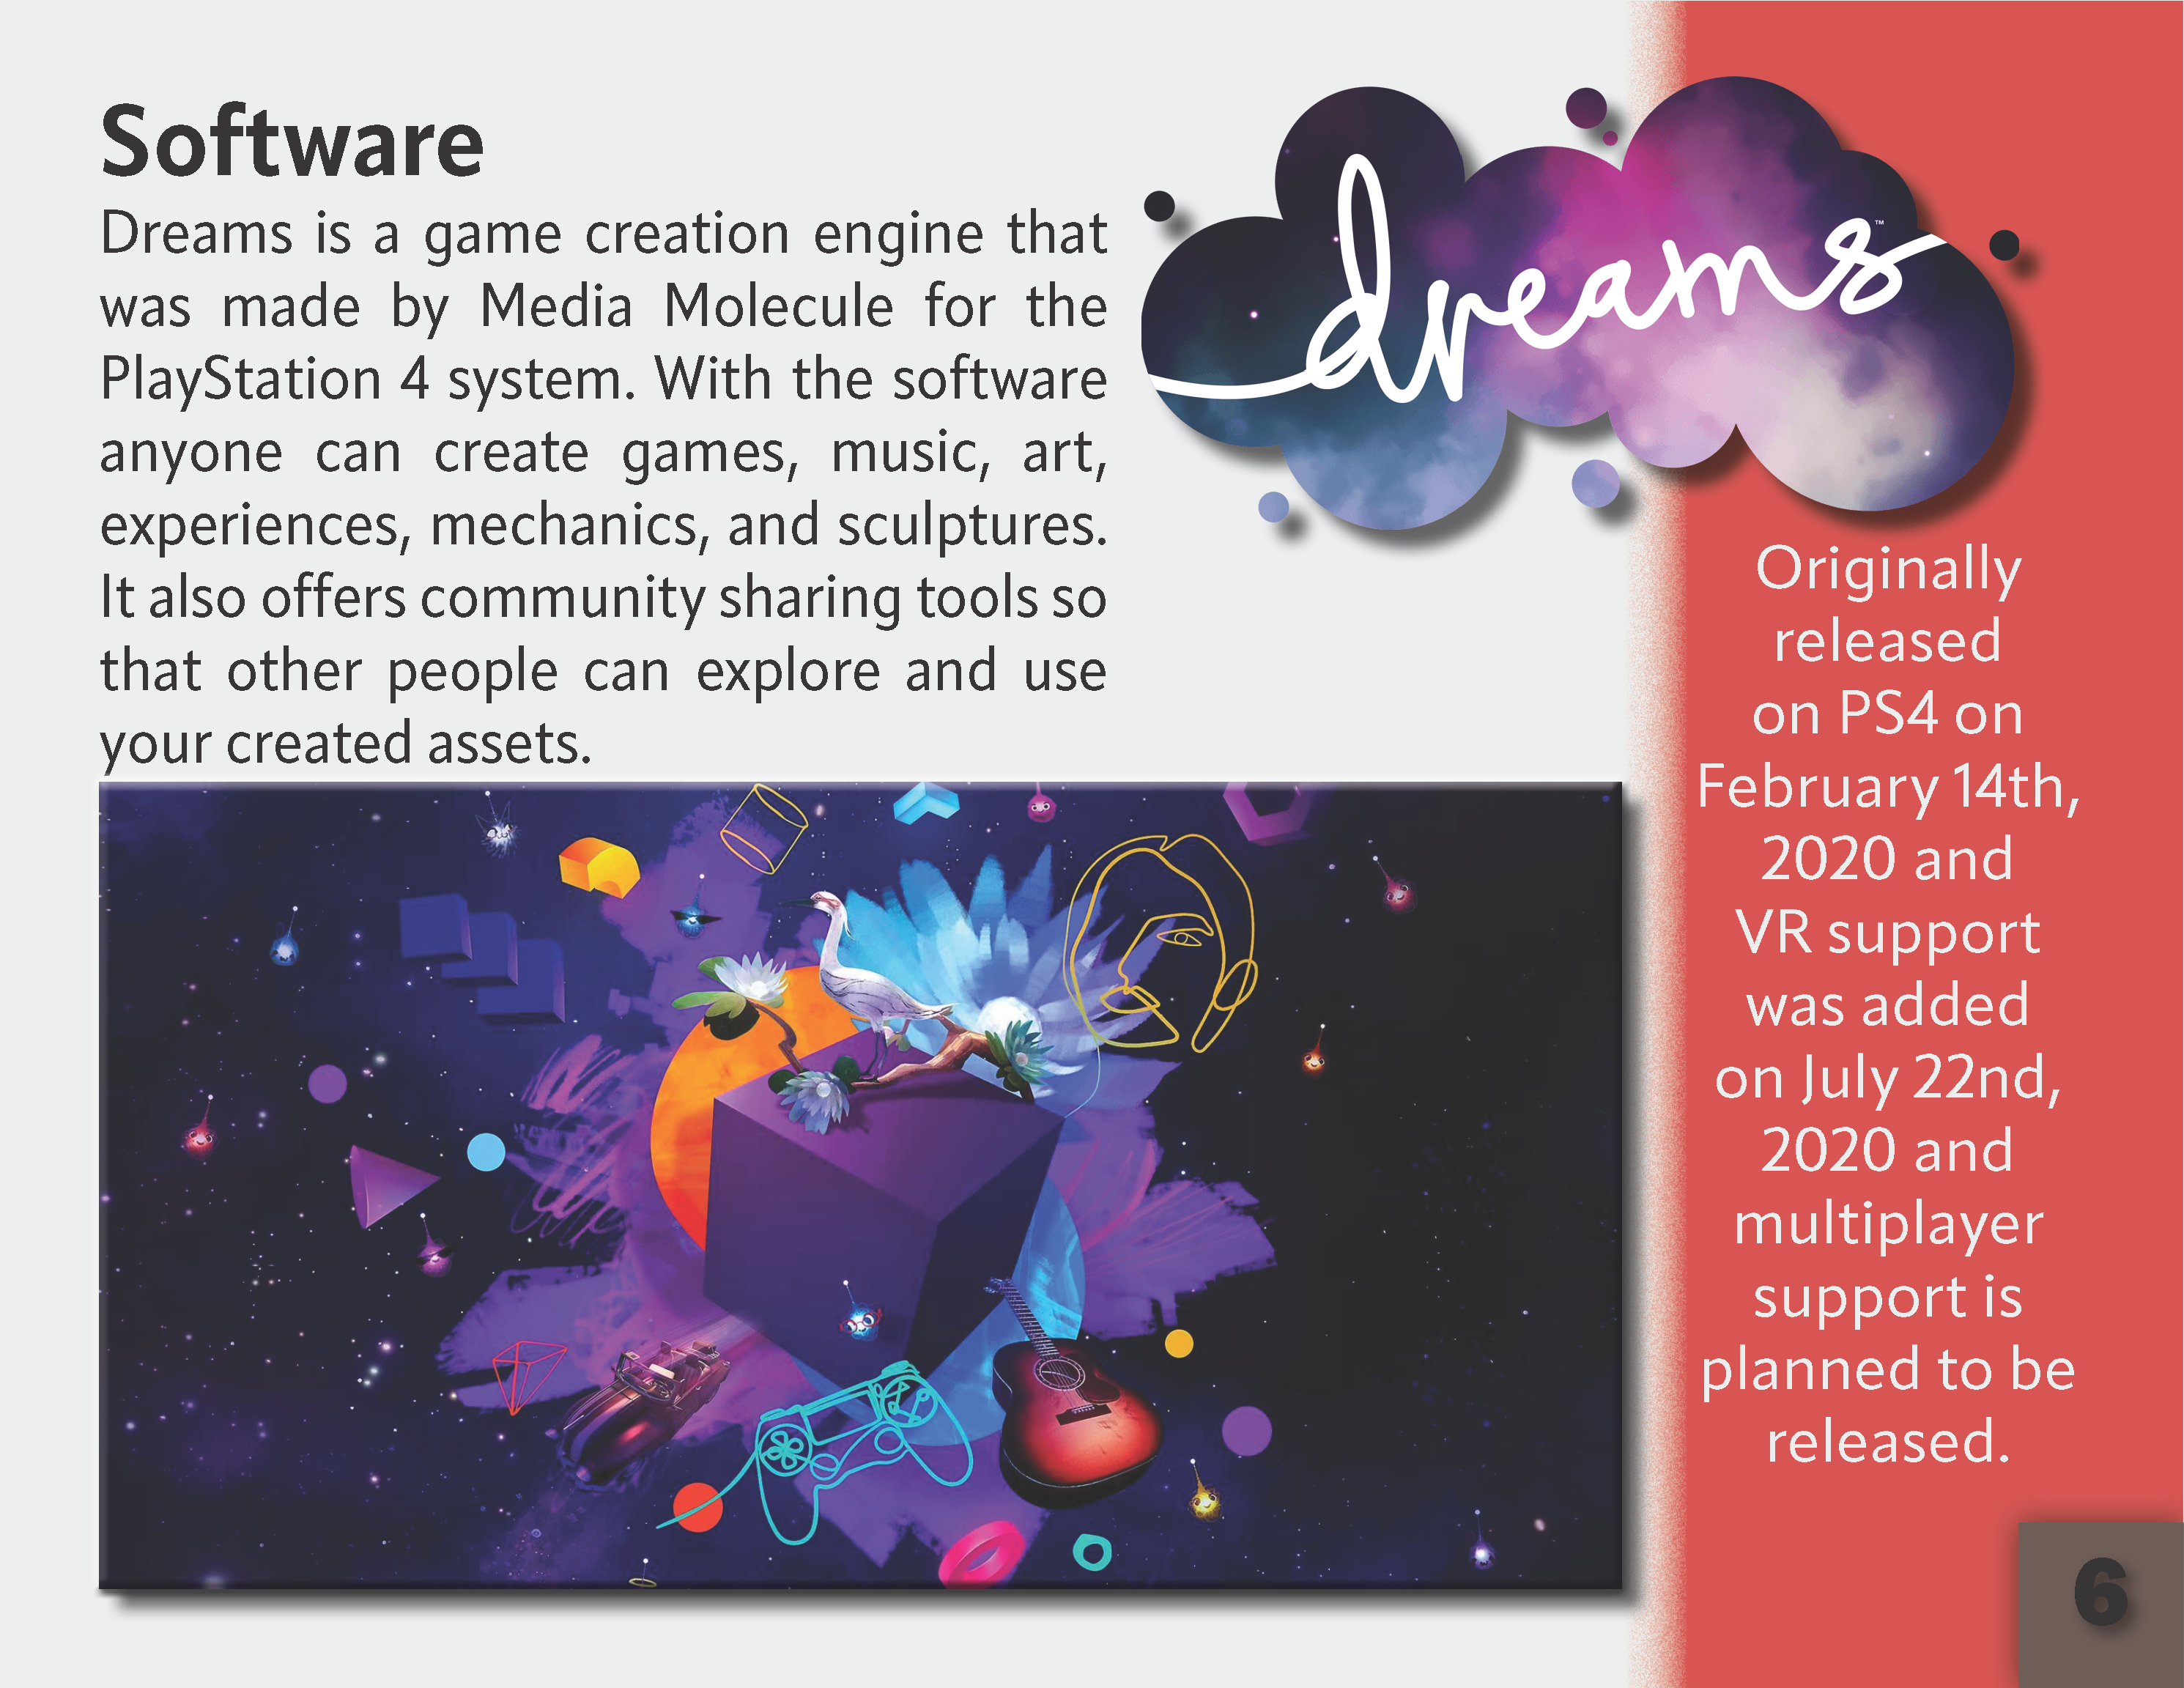 Software
Dreams is a game creation engine that
was made by Media Molecule for the
PlayStation 4 system. With the software
anyone can create games, music, art,
experiences, mechanics, and sculptures.
It also offers community sharing tools so
that other people can explore and use
your created assets.
dreams™
Originally
released
on PS4 on
February 14th,
2020 and
VR support
was added
on July 22nd,
2020 and
multiplayer
support is
planned to be
released.
6